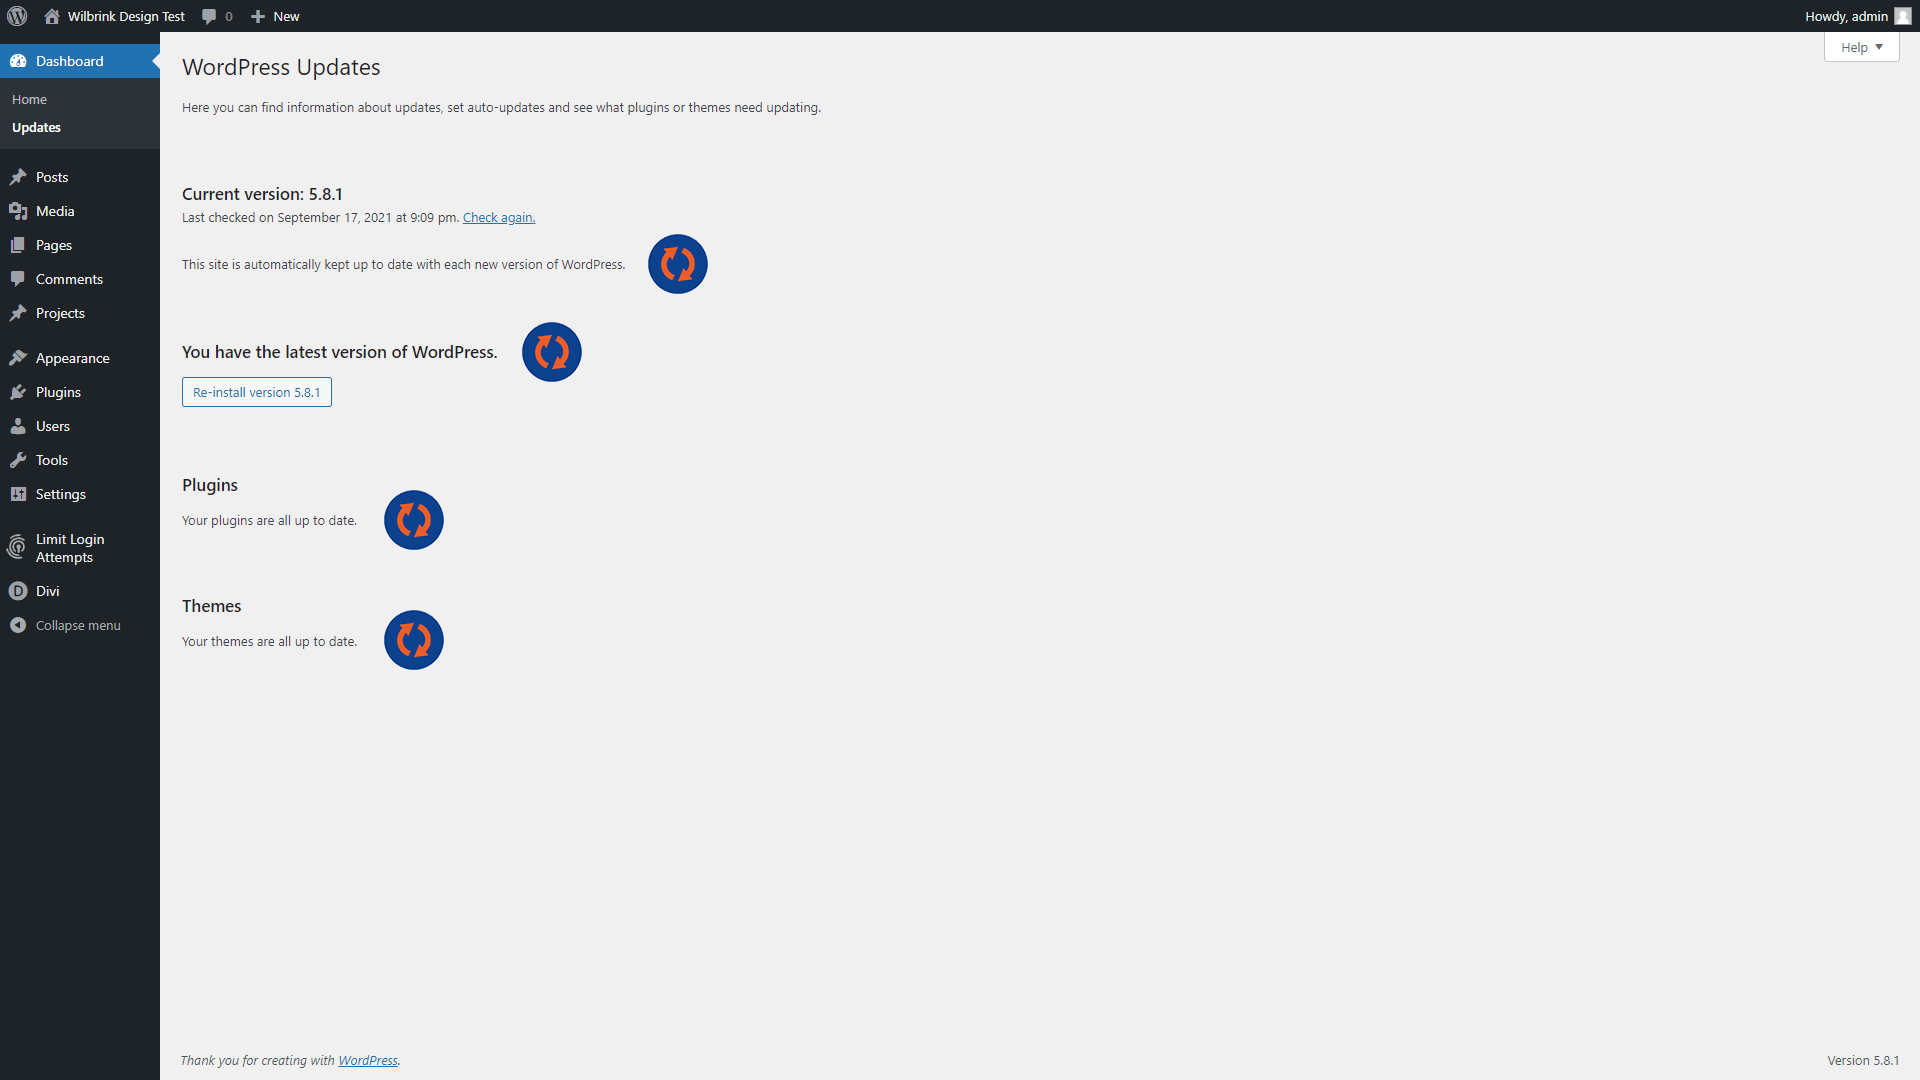 Wilbrink Design Test
0
New
Howdy, admin
Dashboard
Home
Updates
Posts
Media
Pages
Comments
Projects
Appearance
Plugins
Users
Tools
Settings
Limit Login
Attempts
Divi
Collapse menu
Help
WordPress Updates
Here you can find information about updates, set auto-updates and see what plugins or themes need updating.
Current version: 5.8.1
Last checked on September 17, 2021 at 9:09 pm. Check again.
This site is automatically kept up to date with each new version of WordPress.
You have the latest version of WordPress.
Re-install version 5.8.1
Plugins
Your plugins are all up to date.
Themes
Your themes are all up to date.
Thank you for creating with WordPress.
Version 5.8.1